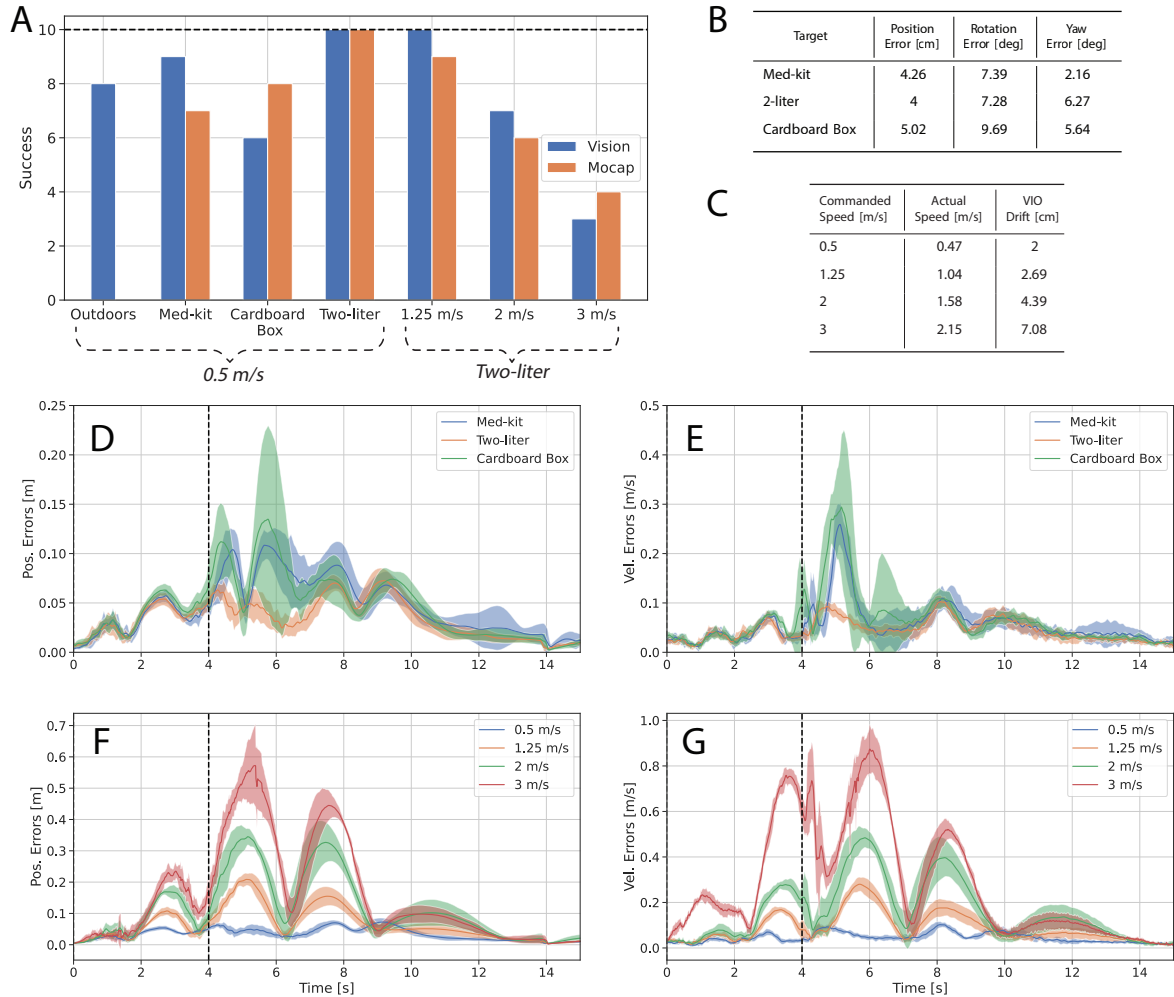 A
10
8
6
4
2
0
Success
Vision
Mocap
Outdoors
Med-kit
Cardboard
Box
Two-liter
1.25 m/s
2 m/s
3 m/s
0.5 m/s
Two-liter
B
Target
Position
Error [cm]
Rotation
Error [deg]
Yaw
Error [deg]
Med-kit 4.26 7.39 2.16
2-liter 4 7.28 6.27
Cardboard Box 5.02 9.69 5.64
C
Commanded
Speed [m/s]
Actual
Speed [m/s]
VIO
Drift [cm]
0.5 0.47 2
1.25 1.04 2.69
2 1.58 4.39
3 2.15 7.08
D
0.25
0.20
0.15
0.10
0.05
0.00
Pos. Errors [m]
Med-kit
Two-liter
Cardboard Box
0 2 4 6 8 10 12 14
E
0.5
0.4
0.3
0.2
0.1
0.0
Vel. Errors [m/s]
Med-kit
Two-liter
Cardboard Box
0 2 4 6 8 10 12 14
F
0.7
0.6
0.5
0.4
0.3
0.2
0.1
0.0
Pos. Errors [m]
0.5 m/s
1.25 m/s
2 m/s
3 m/s
0 2 4 6 8 10 12 14
Time [s]
G
1.0
0.8
0.6
0.4
0.2
0.0
Vel. Errors [m/s]
0.5 m/s
1.25 m/s
2 m/s
3 m/s
0 2 4 6 8 10 12 14
Time [s]